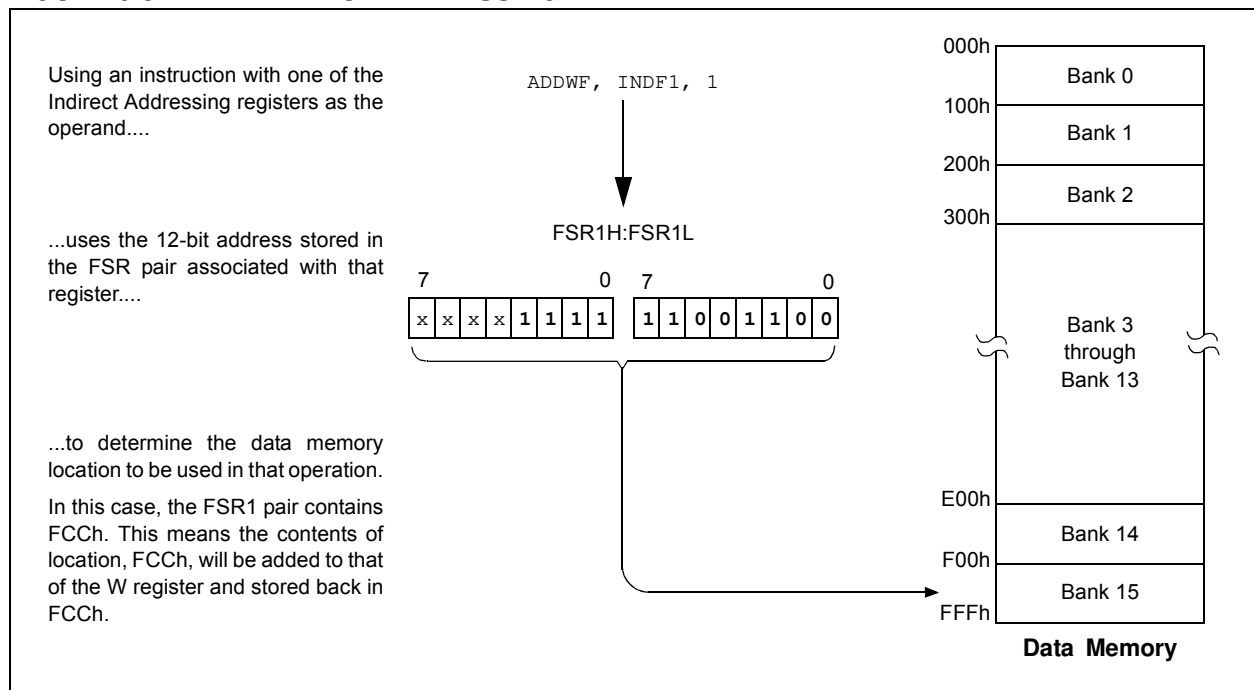 Using an instruction with one of the
Indirect Addressing registers as the
operand....
ADDWF, INDF1, 1
...uses the 12-bit address stored in
the FSR pair associated with that
register....
FSR1H:FSR1L
7 0 7 0
x x x x 1 1 1 1 1 1 0 0 1 1 0 0
...to determine the data memory
location to be used in that operation.
In this case, the FSR1 pair contains
FCCh. This means the contents of
location, FCCh, will be added to that
of the W register and stored back in
FCCh.
000h
Bank 0
100h
Bank 1
200h
Bank 2
300h
Bank 3
through
Bank 13
E00h
Bank 14
F00h
Bank 15
FFFh
Data Memory